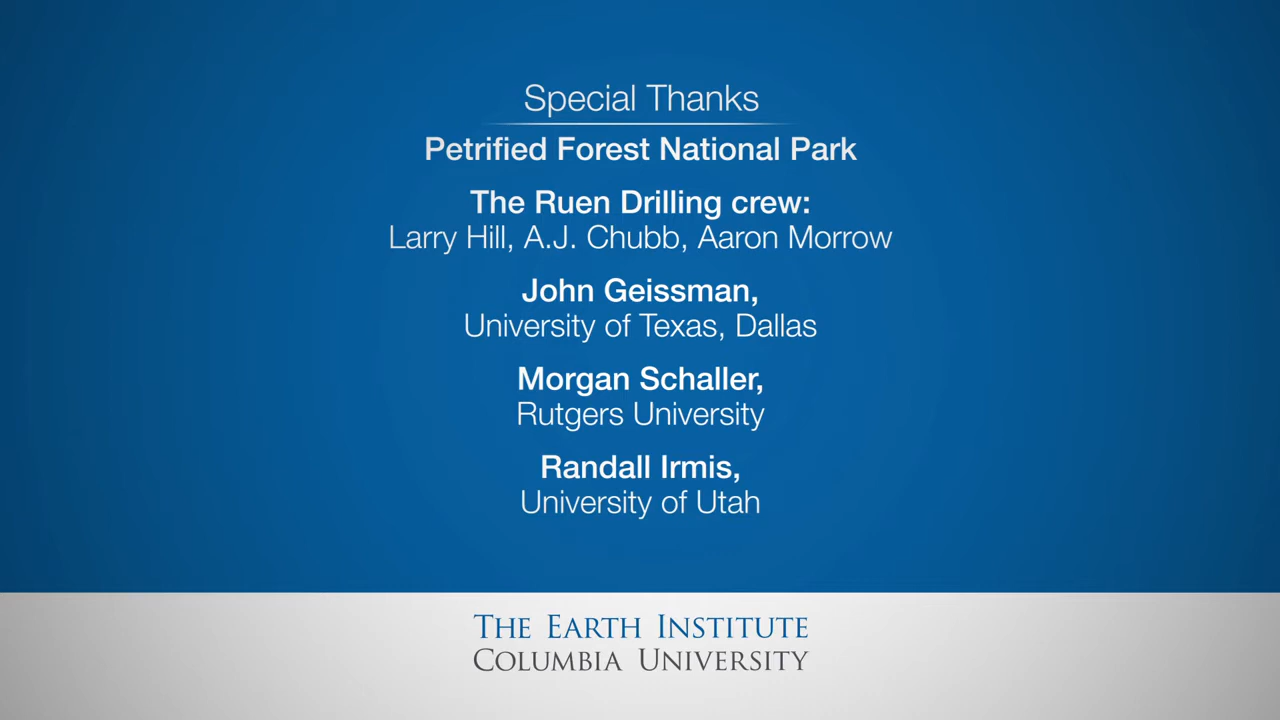 Special Thanks
Petrified Forest National Park
The Ruen Drilling crew:
Larry Hill, A.J. Chubb, Aaron Morrow
John Geissman,
University of Texas, Dallas
Morgan Schaller,
Rutgers University
Randall Irmis,
University of Utah
The Earth Institute
Columbia University